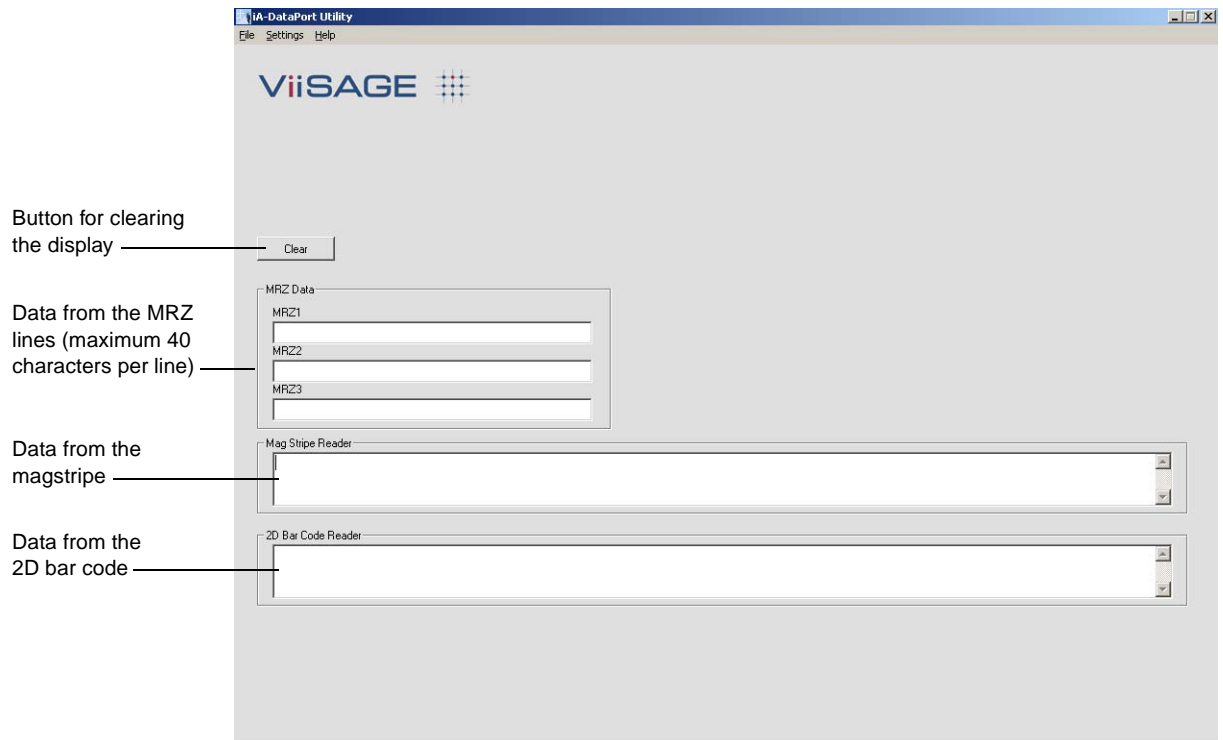 iA-DataPort Utility
File Settings Help
ViiSAGE
Button for clearing
the display
Clear
MRZ Data
Data from the MRZ
lines (maximum 40
characters per line)
MRZ1
MRZ2
MRZ3
Mag Stripe Reader
Data from the
magstripe
2D Bar Code Reader
Data from the
2D bar code